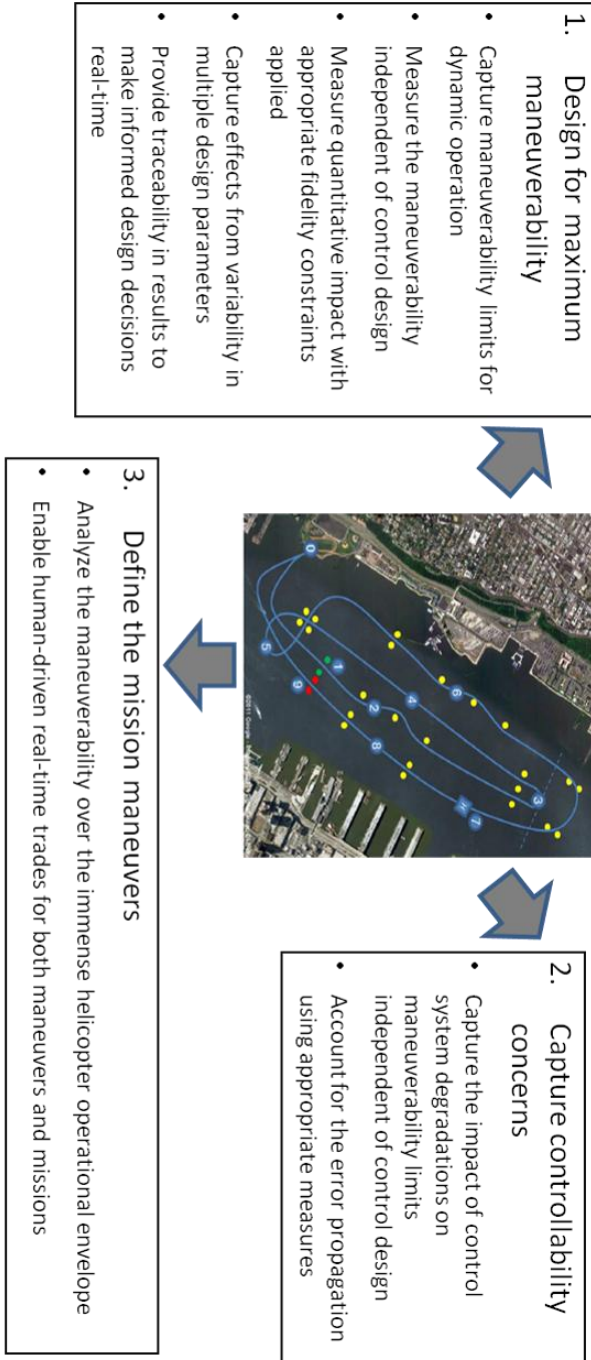 1. Design for maximum
maneuverability
• Capture maneuverability limits for
dynamic operation
• Measure the maneuverability
independent of control design
• Measure quantitative impact with
appropriate fidelity constraints
applied
• Capture effects from variability in
multiple design parameters
• Provide traceability in results to
make informed design decisions
real-time
0
5
1
9
2
4
6
8
3
7
©2011 Google
2. Capture controllability
concerns
• Capture the impact of control
system degradations on
maneuverability limits
independent of control design
• Account for the error propagation
using appropriate measures
3. Define the mission maneuvers
• Analyze the maneuverability over the immense helicopter operational envelope
• Enable human-driven real-time trades for both maneuvers and missions